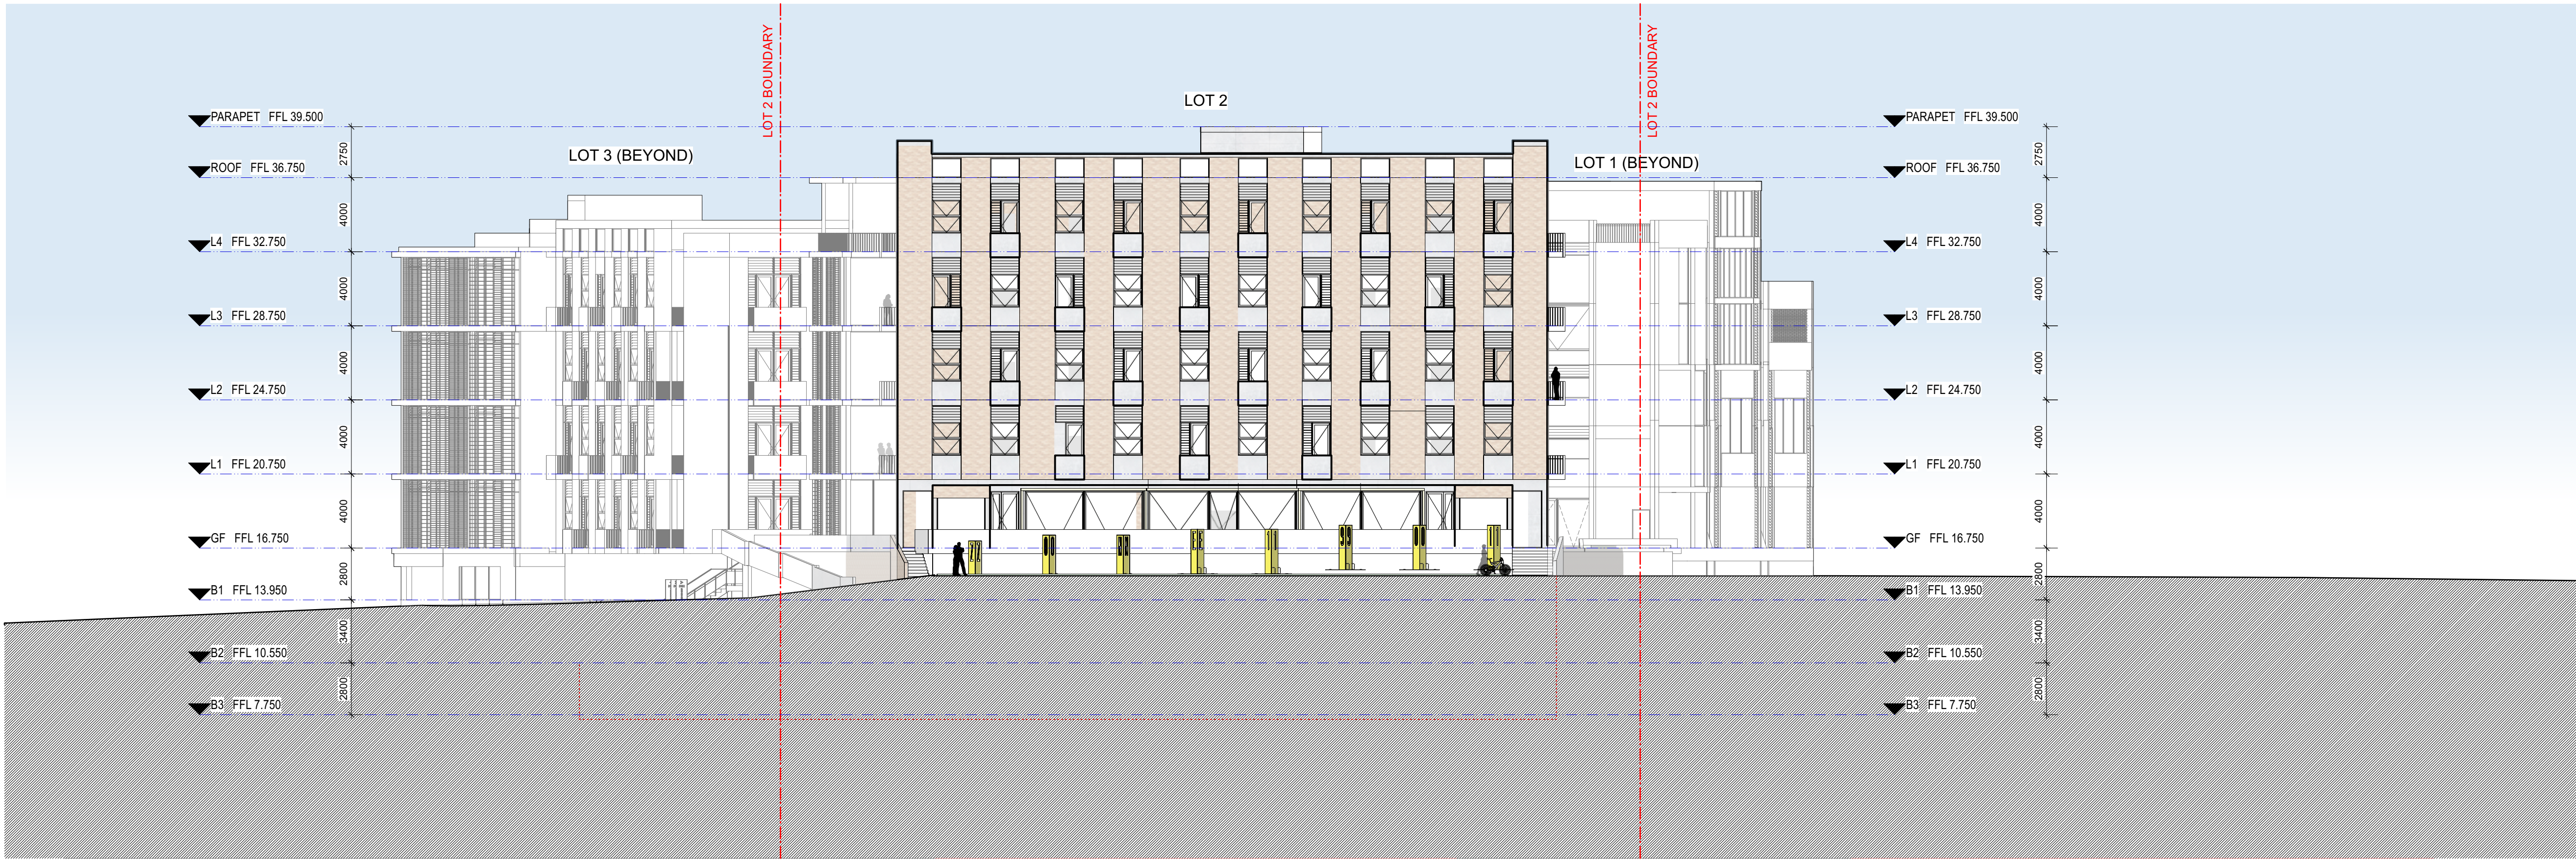 LOT 2 BOUNDARY
LOT 2 BOUNDARY
LOT 2
LOT 3 (BEYOND)
LOT 1 (BEYOND)
PARAPET FFL 39.500
2750
ROOF FFL 36.750
4000
L4 FFL 32.750
4000
L3 FFL 28.750
4000
L2 FFL 24.750
4000
L1 FFL 20.750
4000
GF FFL 16.750
2800
B1 FFL 13.950
3400
B2 FFL 10.550
2800
B3 FFL 7.750
PARAPET FFL 39.500
2750
ROOF FFL 36.750
4000
L4 FFL 32.750
4000
L3 FFL 28.750
4000
L2 FFL 24.750
4000
L1 FFL 20.750
4000
GF FFL 16.750
2800
B1 FFL 13.950
3400
B2 FFL 10.550
2800
B3 FFL 7.750